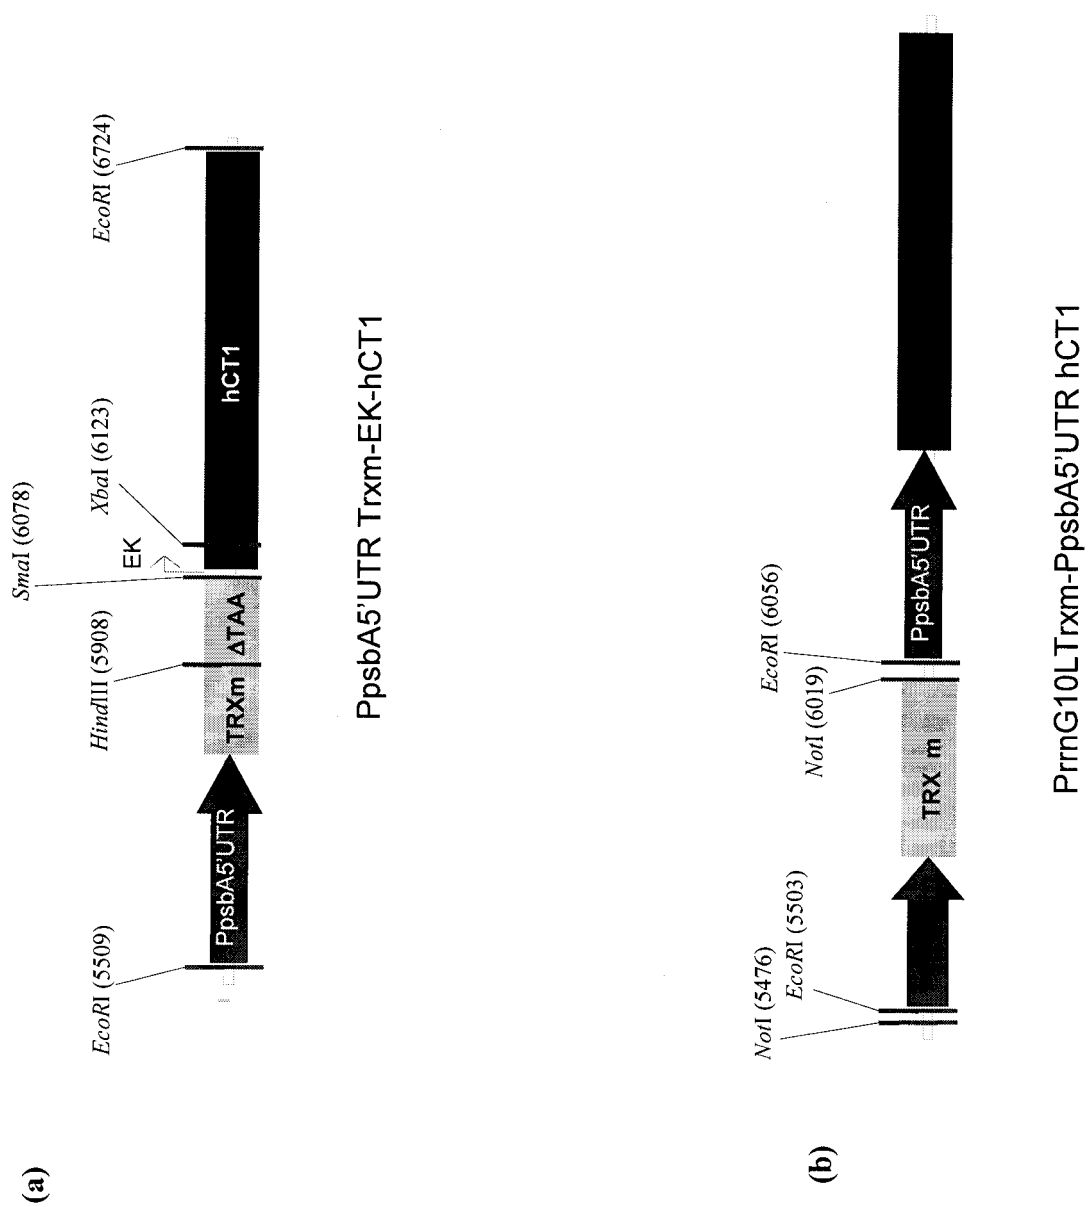 (a)
EcoRI (5509)
HindIII (5908)
SmaI (6078)
EK
XbaI (6123)
EcoRI (6724)
PpsbA5'UTR
TRXm ΔTAA
hCT1
PpsbA5'UTR Trxm-EK-hCT1
(b)
NotI (5476)
EcoRI (5503)
NotI (6019)
EcoRI (6056)
TRX m
PpsbA5'UTR
PrrnG10LTrxm-PpsbA5'UTR hCT1